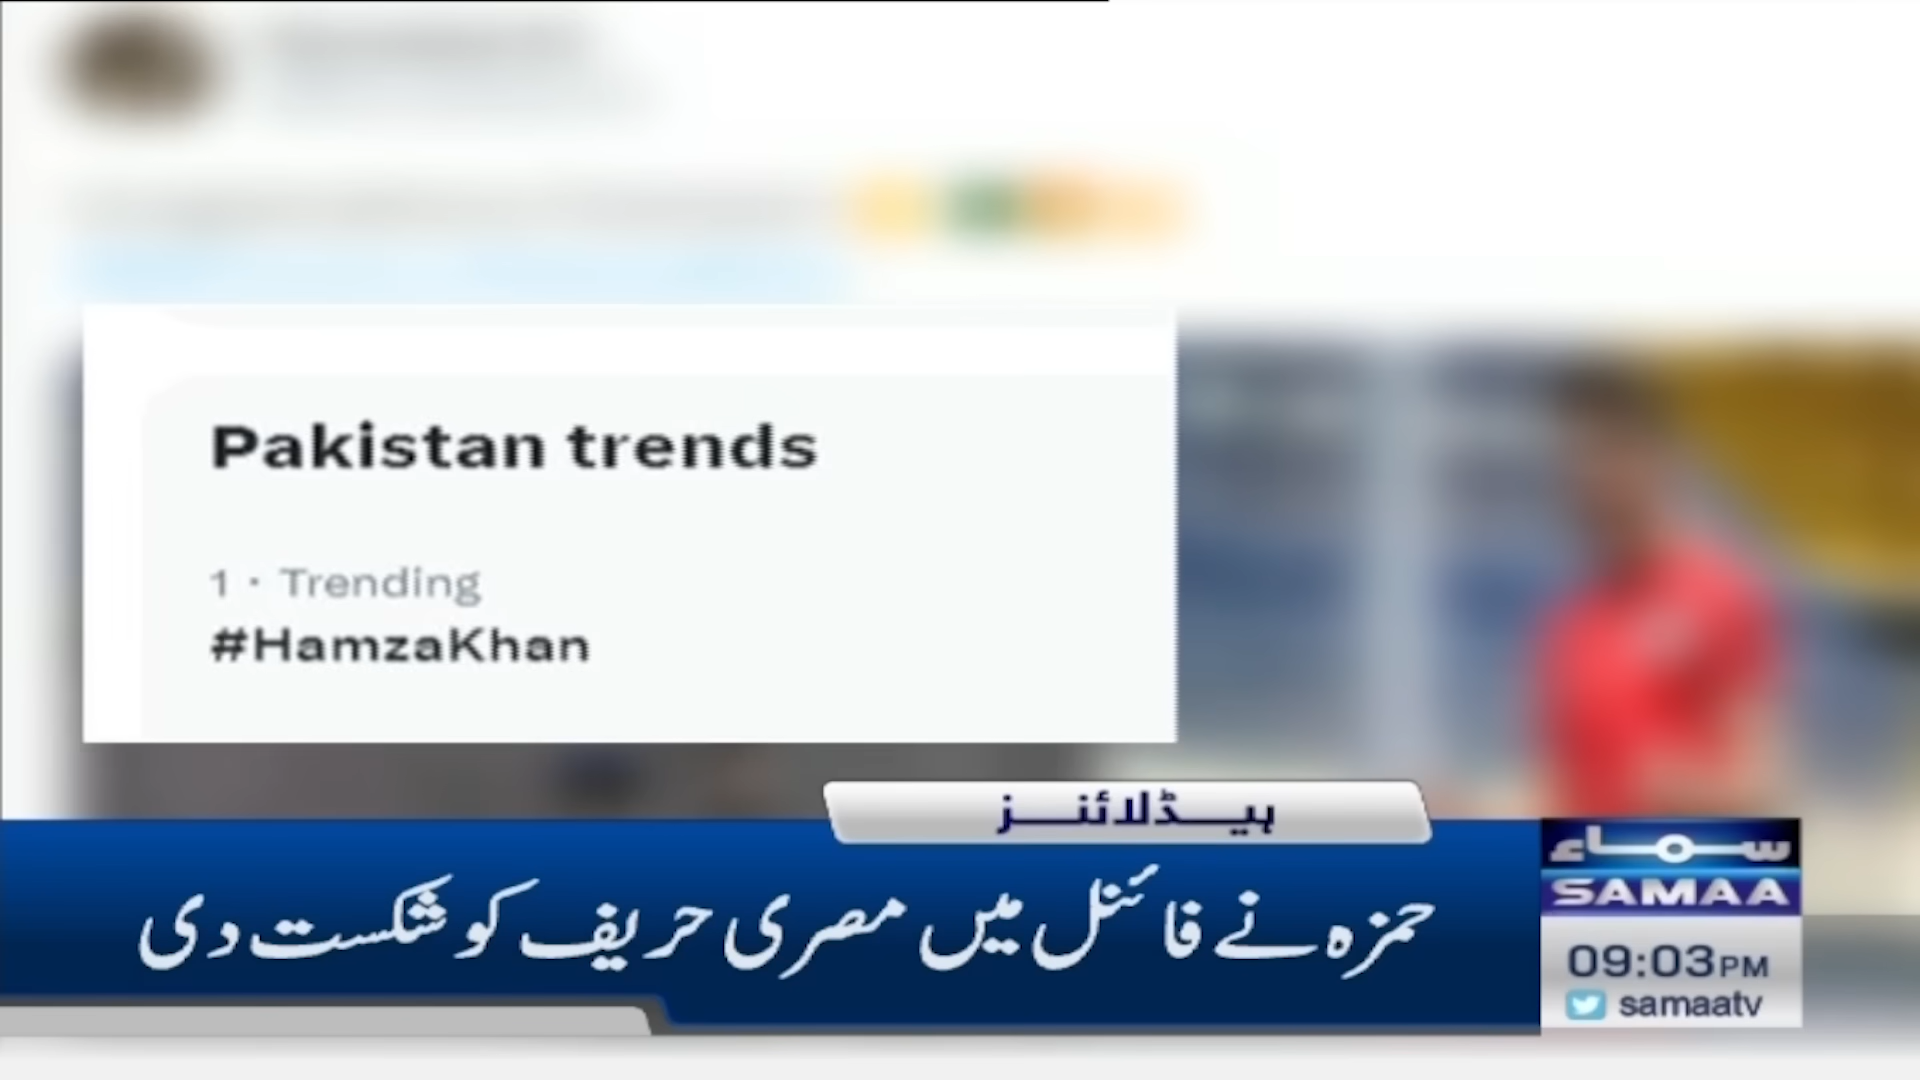 Pakistan trends
1 · Trending
#HamzaKhan
ہیڈلائنز
حمزہ نے فائنل میں مصری حریف کو شکست دی
سماء
SAMAA
09:03PM
samaatv